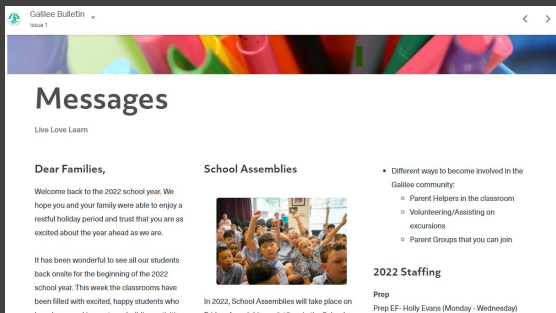 Galilee Bulletin
Issue 1
Messages
Live Love Learn
Dear Families,
Welcome back to the 2022 school year. We
hope you and your family were able to enjoy a
restful holiday period and trust that you are as
excited about the year ahead as we are.
It has been wonderful to see all our students
back onsite for the beginning of the 2022
school year. This week the classrooms have
been filled with excited, happy students who
School Assemblies
In 2022, School Assemblies will take place on
• Different ways to become involved in the
Galilee community:
○ Parent Helpers in the classroom
○ Volunteering/Assisting on
excursions
○ Parent Groups that you can join
2022 Staffing
Prep
Prep EF- Holly Evans (Monday - Wednesday)